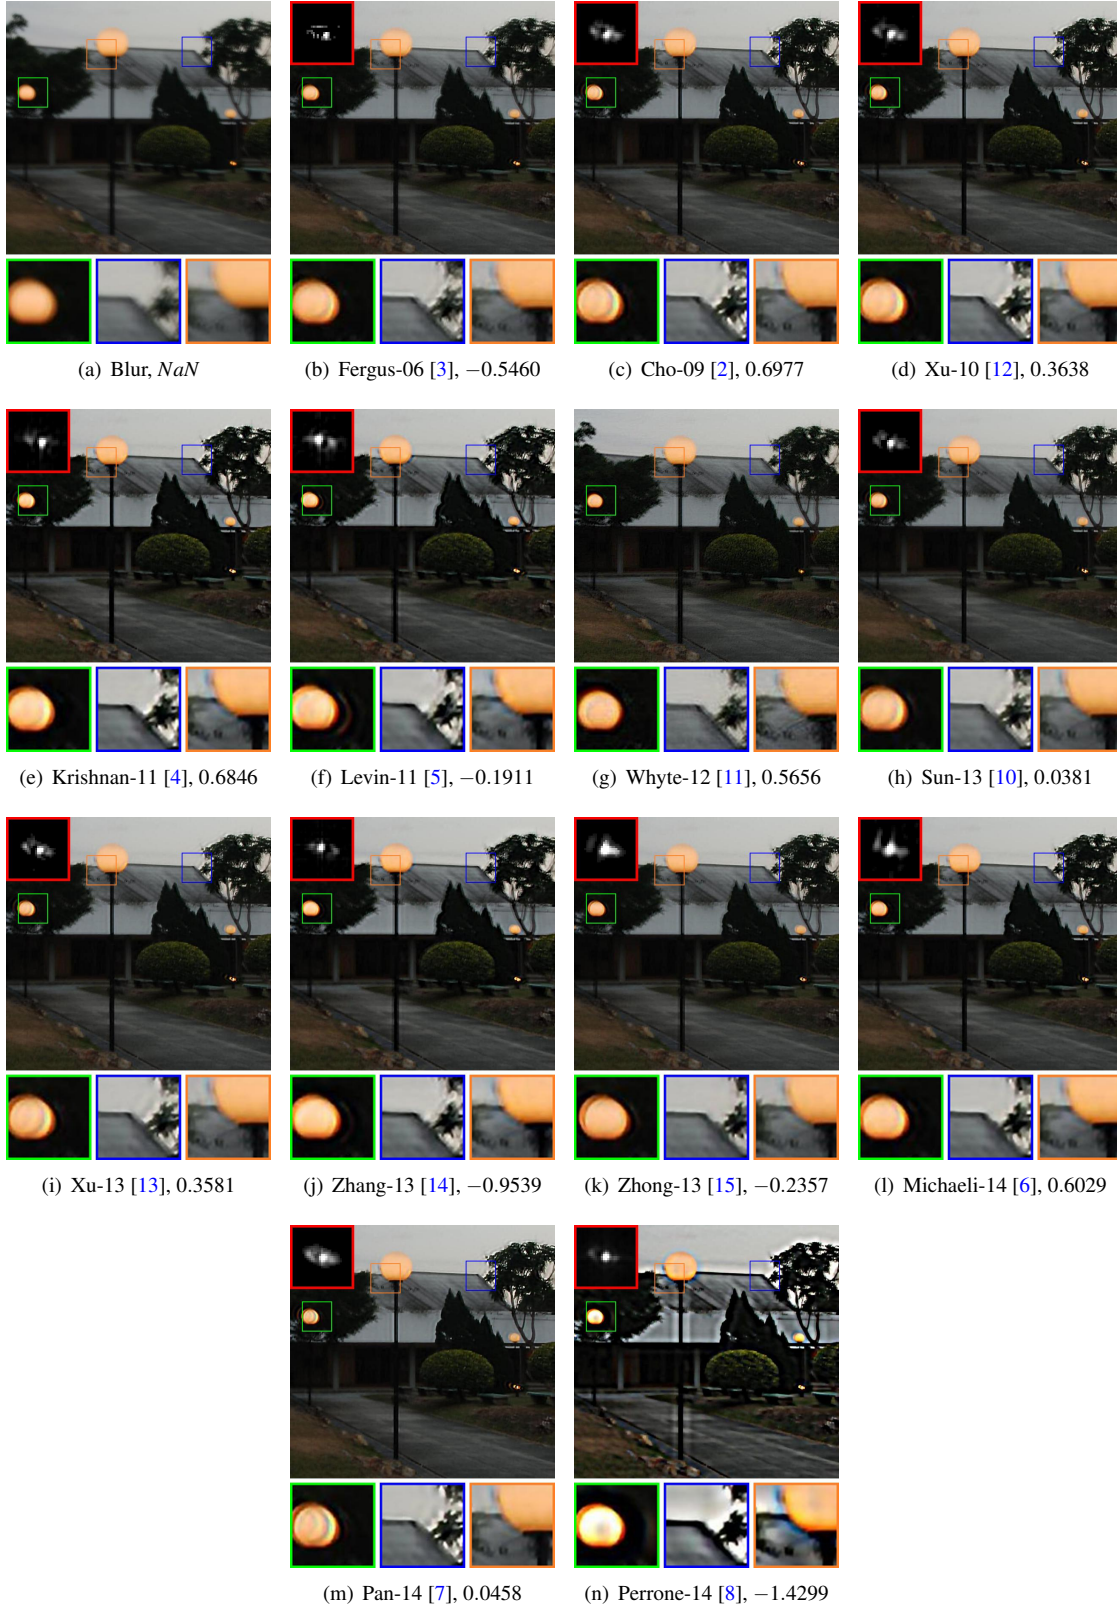 (a) Blur, NaN
(b) Fergus-06 [3], −0.5460
(c) Cho-09 [2], 0.6977
(d) Xu-10 [12], 0.3638
(e) Krishnan-11 [4], 0.6846
(f) Levin-11 [5], −0.1911
(g) Whyte-12 [11], 0.5656
(h) Sun-13 [10], 0.0381
(i) Xu-13 [13], 0.3581
(j) Zhang-13 [14], −0.9539
(k) Zhong-13 [15], −0.2357
(l) Michaeli-14 [6], 0.6029
(m) Pan-14 [7], 0.0458
(n) Perrone-14 [8], −1.4299